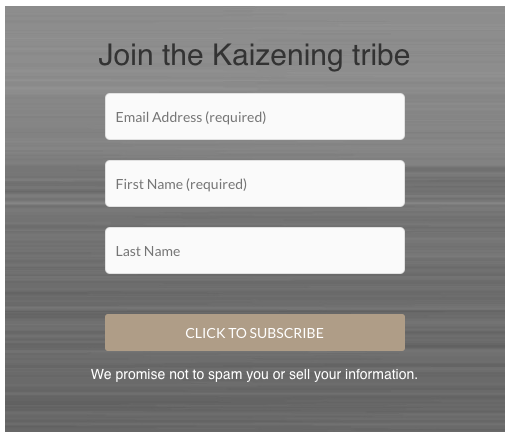 Join the Kaizening tribe
Email Address (required)
First Name (required)
Last Name
CLICK TO SUBSCRIBE
We promise not to spam you or sell your information.